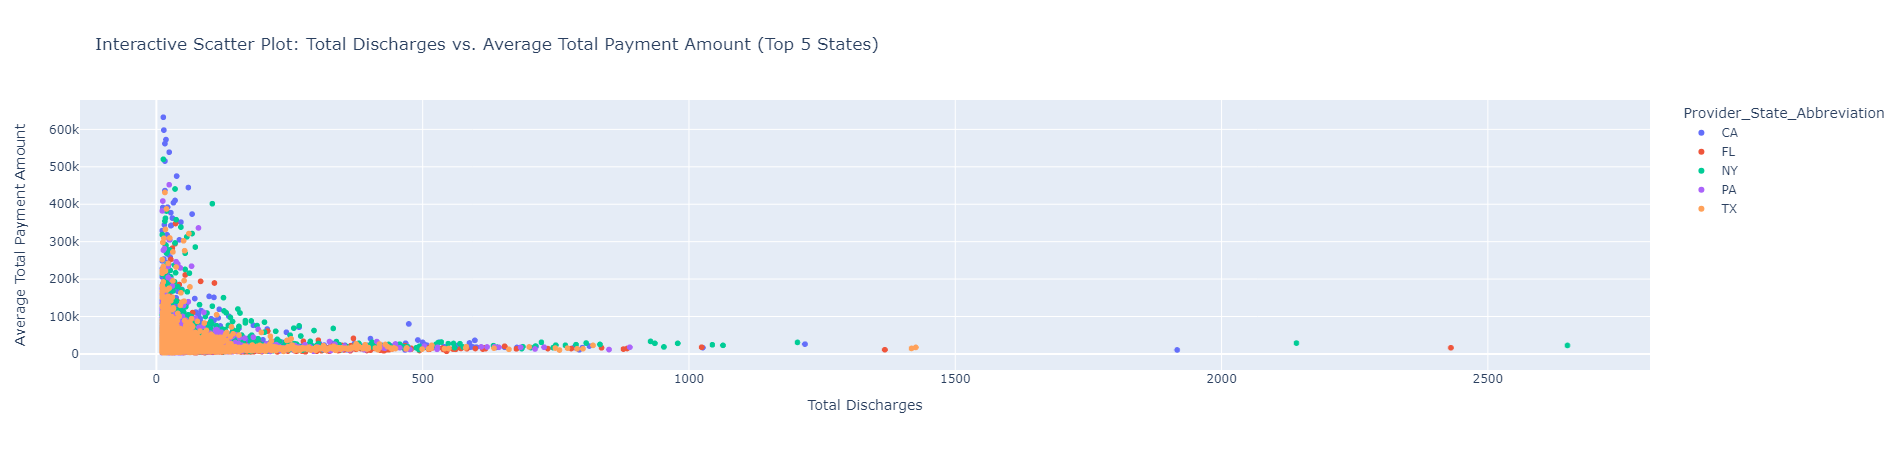 Interactive Scatter Plot: Total Discharges vs. Average Total Payment Amount (Top 5 States)
Provider_State_Abbreviation
CA
FL
NY
PA
TX
Average Total Payment Amount
600k
500k
400k
300k
200k
100k
0
0
500
1000
1500
2000
2500
Total Discharges